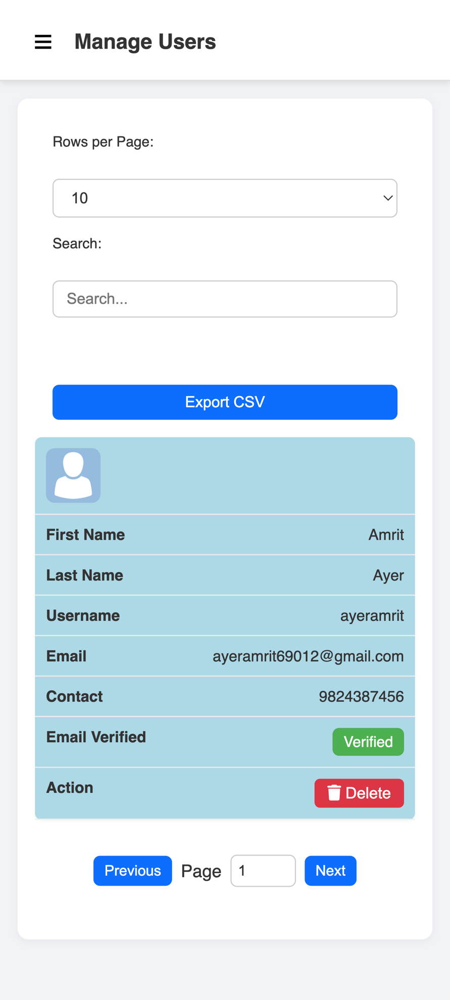 Manage Users
Rows per Page:
10
Search:
Search...
Export CSV
First Name Amrit
Last Name Ayer
Username ayeramrit
Email ayeramrit69012@gmail.com
Contact 9824387456
Email Verified Verified
Action Delete
Previous Page 1 Next